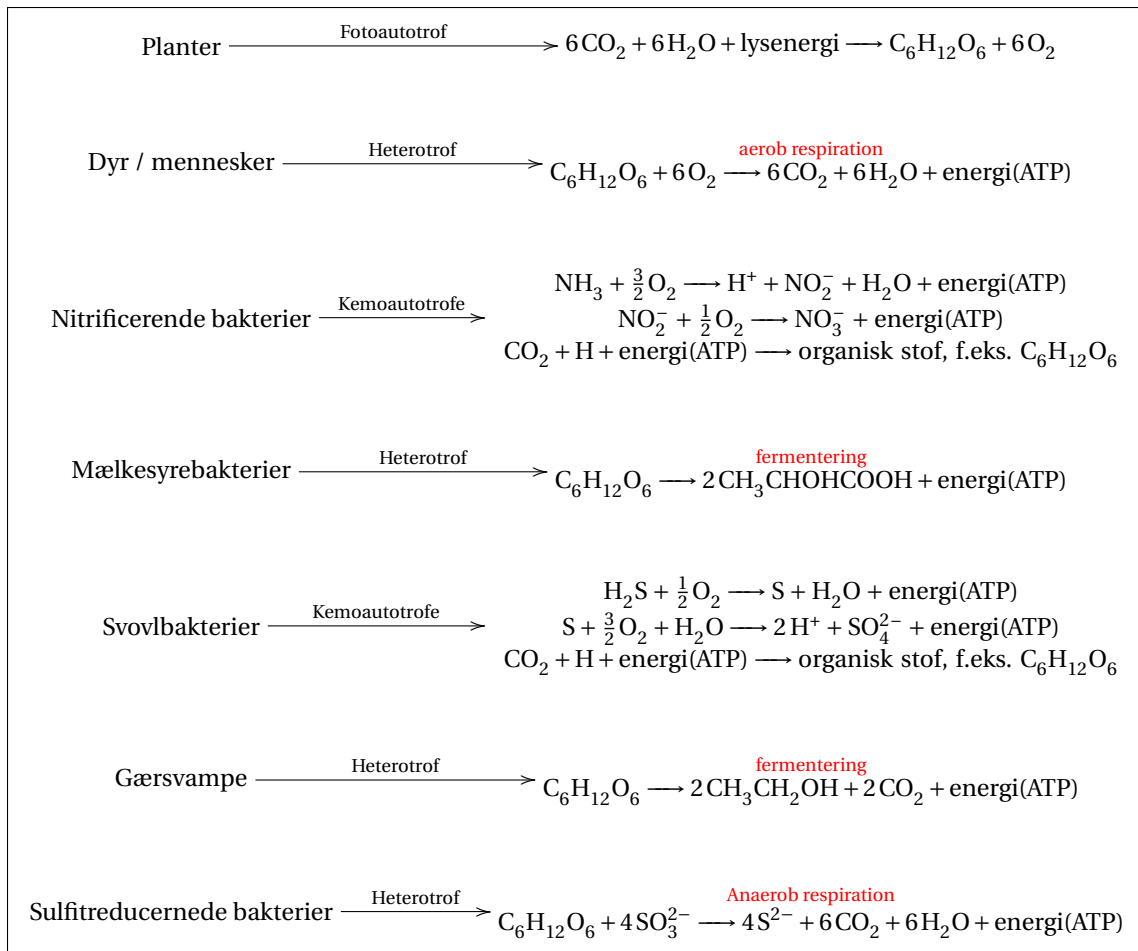 Planter Fotoautotrof 6CO₂ + 6H₂O + lysenergi ⟶ C₆H₁₂O₆ + 6O₂
Dyr / mennesker Heterotrof aerob respiration
C₆H₁₂O₆ + 6O₂ ⟶ 6CO₂ + 6H₂O + energi(ATP)
NH₃ + 3/2 O₂ ⟶ H⁺ + NO₂⁻ + H₂O + energi(ATP)
Nitrificerende bakterier Kemoautotrofe NO₂⁻ + 1/2 O₂ ⟶ NO₃⁻ + energi(ATP)
CO₂ + H + energi(ATP) ⟶ organisk stof, f.eks. C₆H₁₂O₆
Mælkesyrebakterier Heterotrof fermentering
C₆H₁₂O₆ ⟶ 2CH₃CHOHCOOH + energi(ATP)
H₂S + 1/2 O₂ ⟶ S + H₂O + energi(ATP)
Svovlbakterier Kemoautotrofe S + 3/2 O₂ + H₂O ⟶ 2H⁺ + SO₄²⁻ + energi(ATP)
CO₂ + H + energi(ATP) ⟶ organisk stof, f.eks. C₆H₁₂O₆
Gærsvampe Heterotrof fermentering
C₆H₁₂O₆ ⟶ 2CH₃CH₂OH + 2CO₂ + energi(ATP)
Sulfitreducernede bakterier Heterotrof Anaerob respiration
C₆H₁₂O₆ + 4SO₃²⁻ ⟶ 4S²⁻ + 6CO₂ + 6H₂O + energi(ATP)